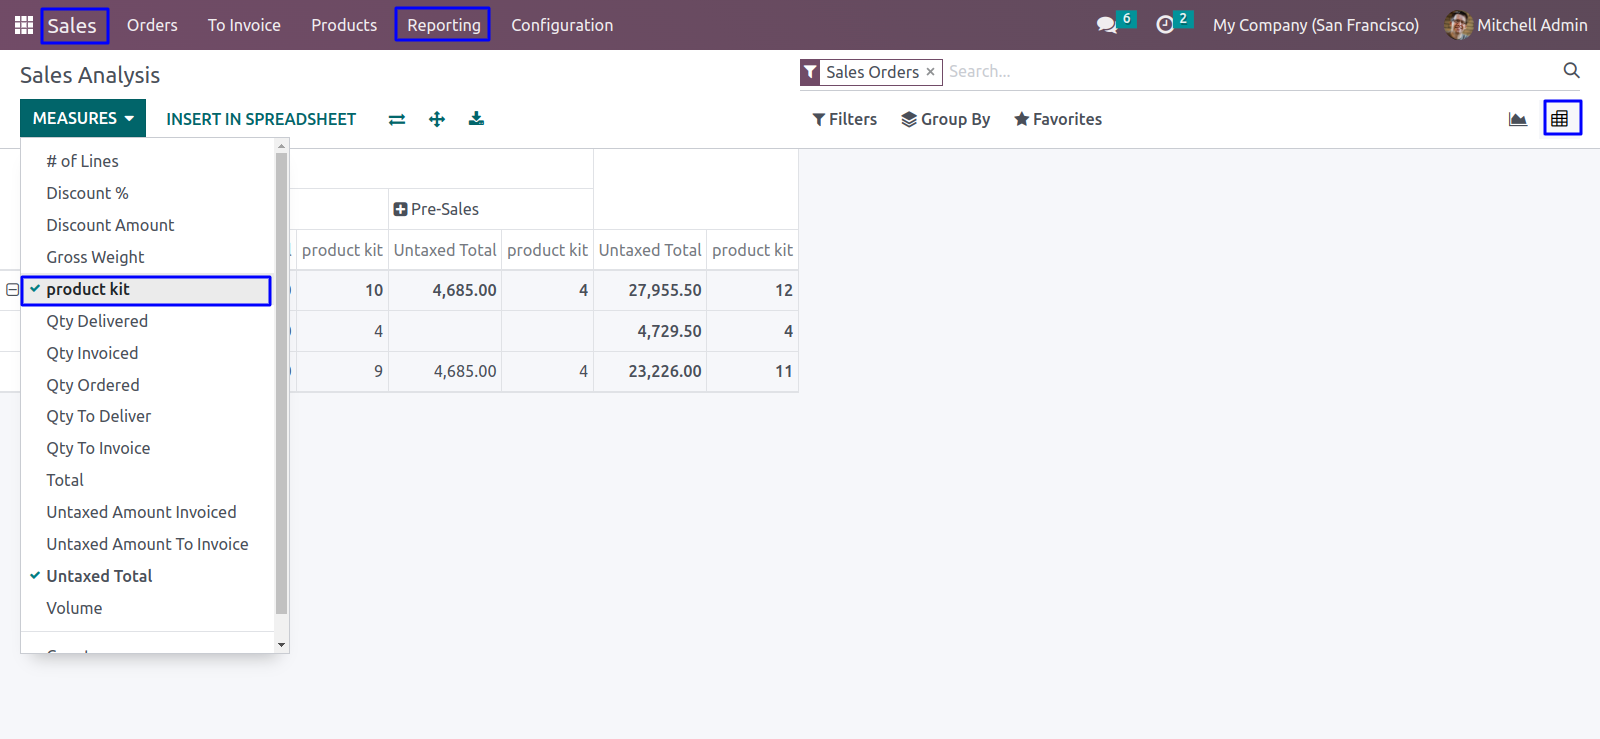 Sales Orders To Invoice Products Reporting Configuration 6 2 My Company (San Francisco) Mitchell Admin
Sales Analysis
Sales Orders × Search...
MEASURES INSERT IN SPREADSHEET Filters Group By Favorites
# of Lines
Discount %
Discount Amount
Gross Weight
product kit
Qty Delivered
Qty Invoiced
Qty Ordered
Qty To Deliver
Qty To Invoice
Total
Untaxed Amount Invoiced
Untaxed Amount To Invoice
Untaxed Total
Volume
Pre-Sales
product kit Untaxed Total product kit Untaxed Total product kit
10 4,685.00 4 27,955.50 12
4 4,729.50 4
9 4,685.00 4 23,226.00 11